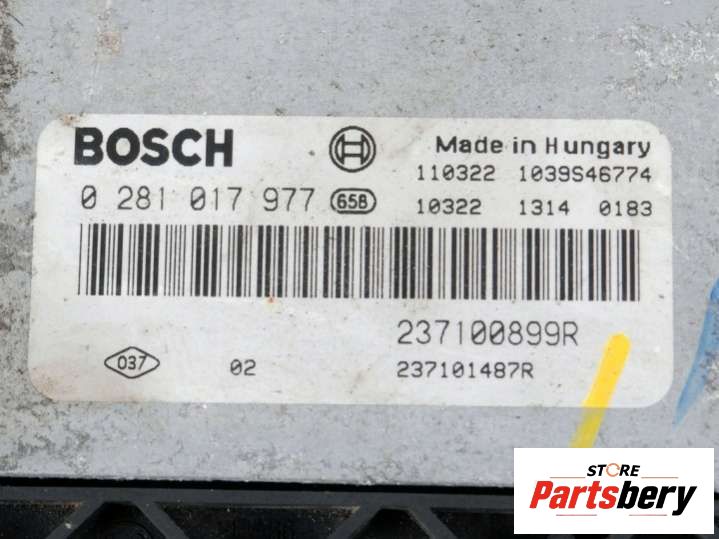 BOSCH
Made in Hungary
110322 1039S46774
0 281 017 977 65B
10322 1314 0183
237100899R
037 02 237101487R
STORE
Partsbery